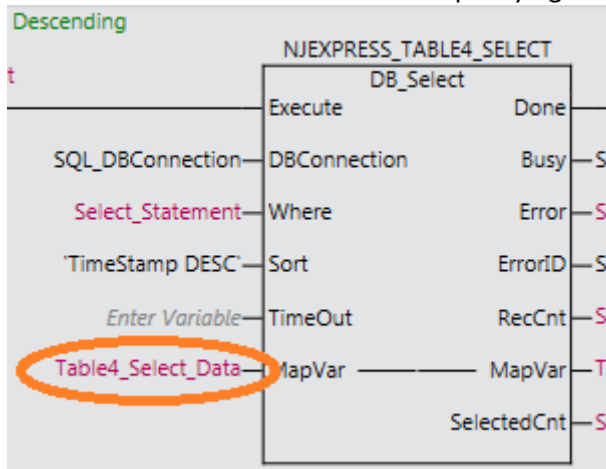 Descending
NJEXPRESS_TABLE4_SELECT
t
DB_Select
Execute Done
SQL_DBConnection DBConnection Busy S
Select_Statement Where Error S
'TimeStamp DESC' Sort ErrorID S
Enter Variable TimeOut RecCnt S
Table4_Select_Data MapVar MapVar T
SelectedCnt S